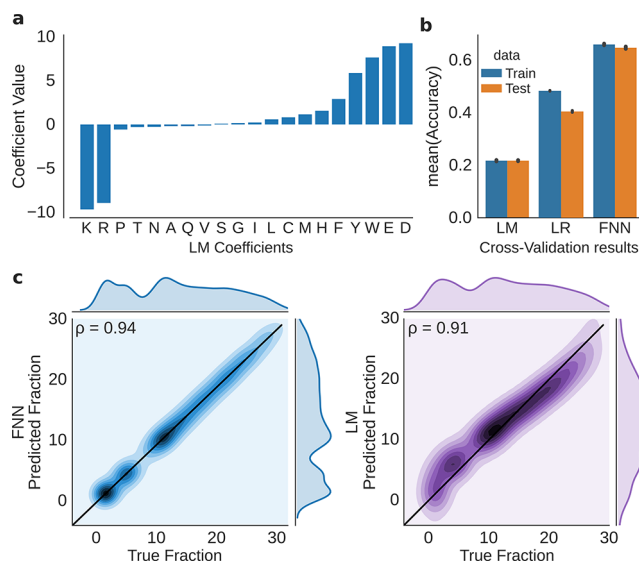 a
10
5
0
−5
−10
Coefficient Value
K R P T N A Q V S G I L C M H F Y W E D
LM Coefficients
b
0.6
0.4
0.2
0.0
mean(Accuracy)
data
Train
Test
LM LR FNN
Cross-Validation results
c
ρ = 0.94
30
20
10
0
FNN
Predicted Fraction
0 10 20 30
True Fraction
ρ = 0.91
30
20
10
0
LM
Predicted Fraction
0 10 20 30
True Fraction